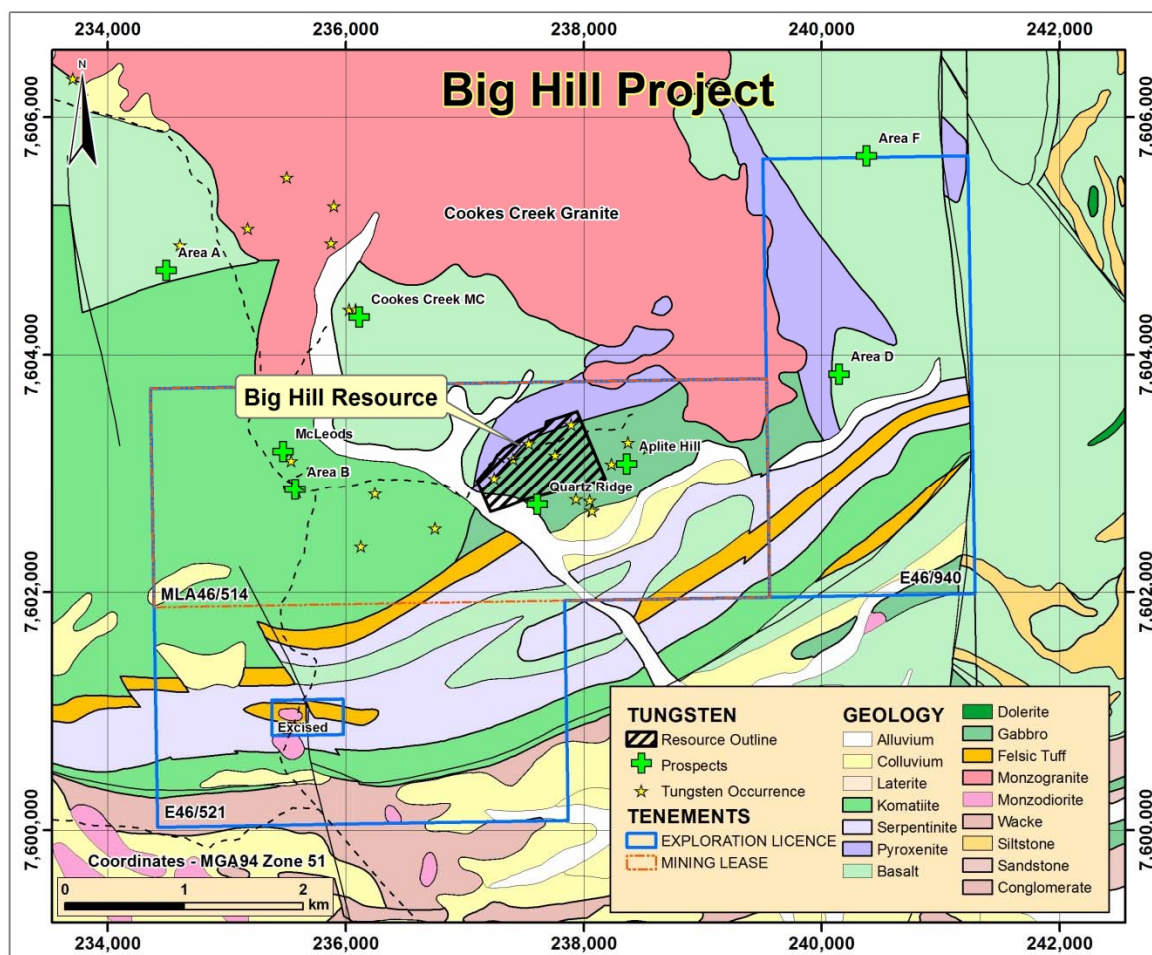 234,000
236,000
238,000
240,000
242,000
Big Hill Project
N
7,606,000
7,606,000
Area F
Cookes Creek Granite
Area A
Cookes Creek MC
7,604,000
7,604,000
Area D
Big Hill Resource
McLeods
Aplite Hill
Area B
Quartz Ridge
7,602,000
7,602,000
MLA46/514
E46/940
Excised
E46/521
7,600,000
7,600,000
Coordinates - MGA94 Zone 51
0 1 2
km
TUNGSTEN
Resource Outline
Prospects
Tungsten Occurrence
TENEMENTS
EXPLORATION LICENCE
MINING LEASE
GEOLOGY
Alluvium
Colluvium
Laterite
Komatiite
Serpentinite
Pyroxenite
Basalt
Dolerite
Gabbro
Felsic Tuff
Monzogranite
Monzodiorite
Wacke
Siltstone
Sandstone
Conglomerate
234,000
236,000
238,000
240,000
242,000